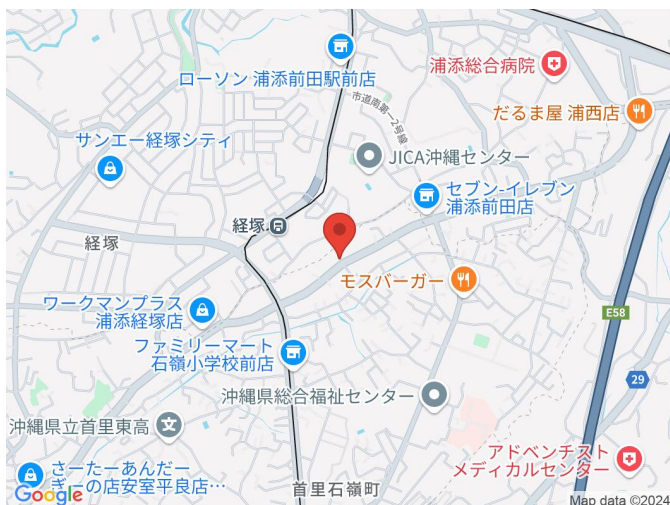 ローソン 浦添前田駅前店
浦添総合病院
市道南第一2号線
だるま屋 浦西店
サンエー経塚シティ
JICA沖縄センター
セブン-イレブン
浦添前田店
経塚
経塚
モスバーガー
ワークマンプラス
浦添経塚店
E58
ファミリーマート
石嶺小学校前店
29
沖縄県総合福祉センター
沖縄県立首里東高
アドベンチスト
メディカルセンター
さーたーあんだー
ぎーの店安室平良店…
首里石嶺町
Google
Map data ©2024